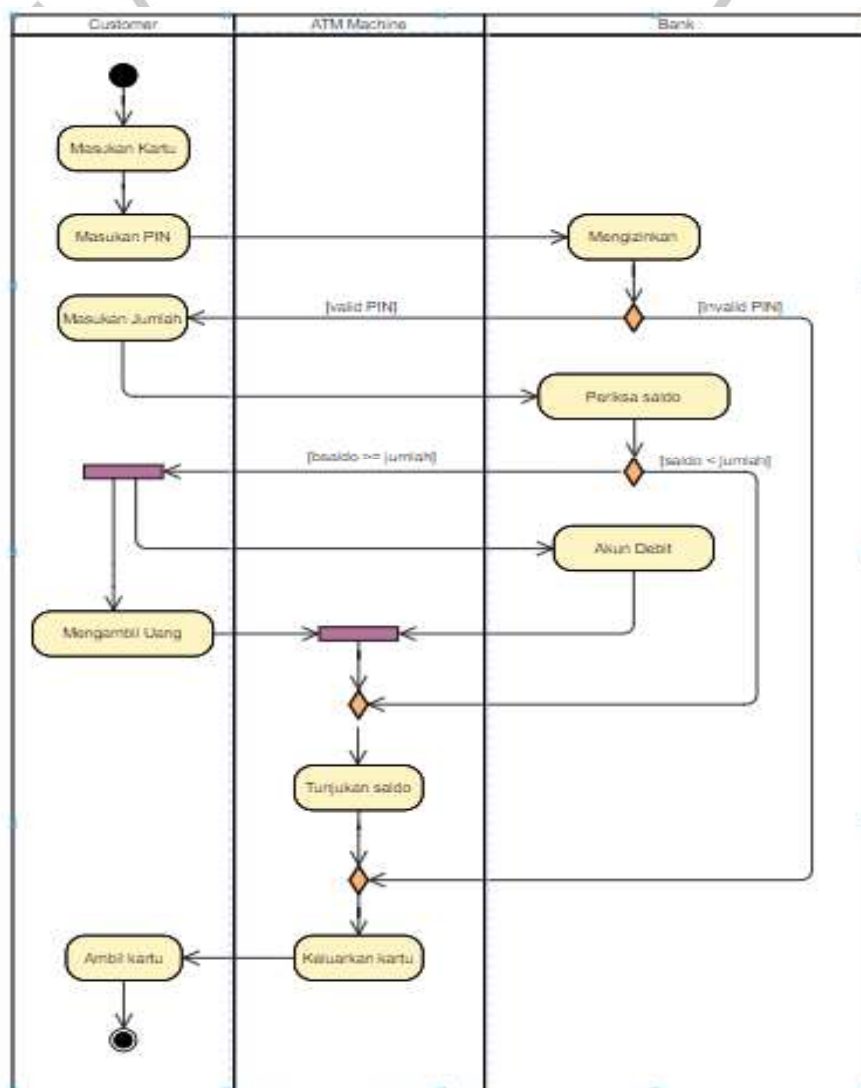 Customer
ATM Machine
Bank
Masukan Kartu
Masukan PIN
Mengizinkan
Masukan Jumlah
[valid PIN]
[invalid PIN]
Periksa saldo
[bsaldo >= jumlah]
[saldo < jumlah]
Akun Debit
Mengambil Uang
Tunjukan saldo
Ambil kartu
Keluarkan kartu